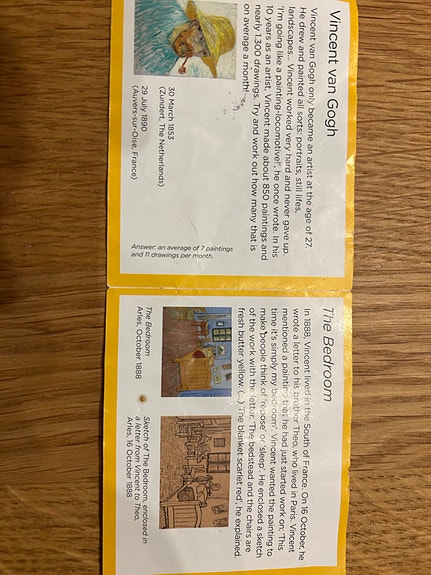 Vincent van Gogh
Vincent van Gogh only became an artist at the age of 27.
He drew and painted all sorts: portraits, still lifes,
landscapes... Vincent worked very hard and never gave up.
'I'm going like a painting-locomotive!', he once wrote. In his
10 years as an artist, Vincent made about 850 paintings and
nearly 1,300 drawings. Try and work out how many that is
on average a month!
30 March 1853
(Zundert, The Netherlands)
29 July 1890
(Auvers-sur-Oise, France)
Answer: an average of 7 paintings
and 11 drawings per month.
The Bedroom
In 1888, Vincent lived in the South of France. On 16 October, he
wrote a letter to his brother Theo, who lived in Paris. Vincent
mentioned a painting that he had just started work on: 'This
time it's simply my bedroom'. Vincent wanted the painting to
make people think of 'repose' or 'sleep'. He enclosed a sketch
of the work with the letter. 'The bedstead and the chairs are
fresh butter yellow. (...) The blanket scarlet red', he explained.
The Bedroom
Arles, October 1888
Sketch of The Bedroom, enclosed in
a letter from Vincent to Theo,
Arles, 16 October 1888